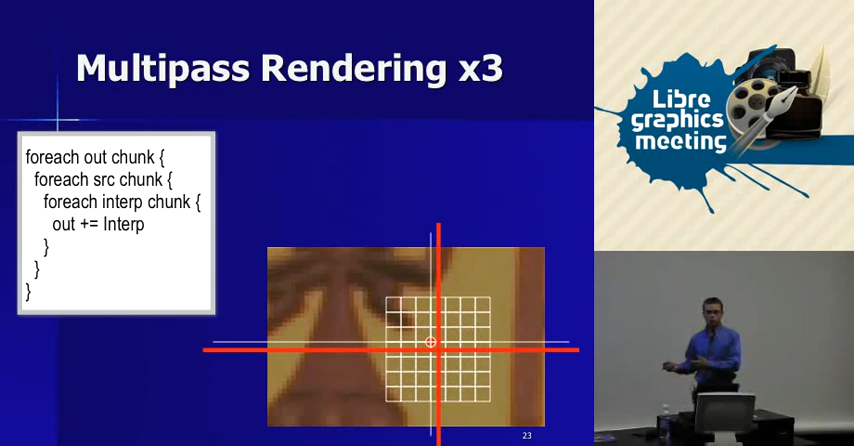 Multipass Rendering x3
foreach out chunk {
foreach src chunk {
foreach interp chunk {
out += Interp
}
}
}
23
Libre
graphics
meeting